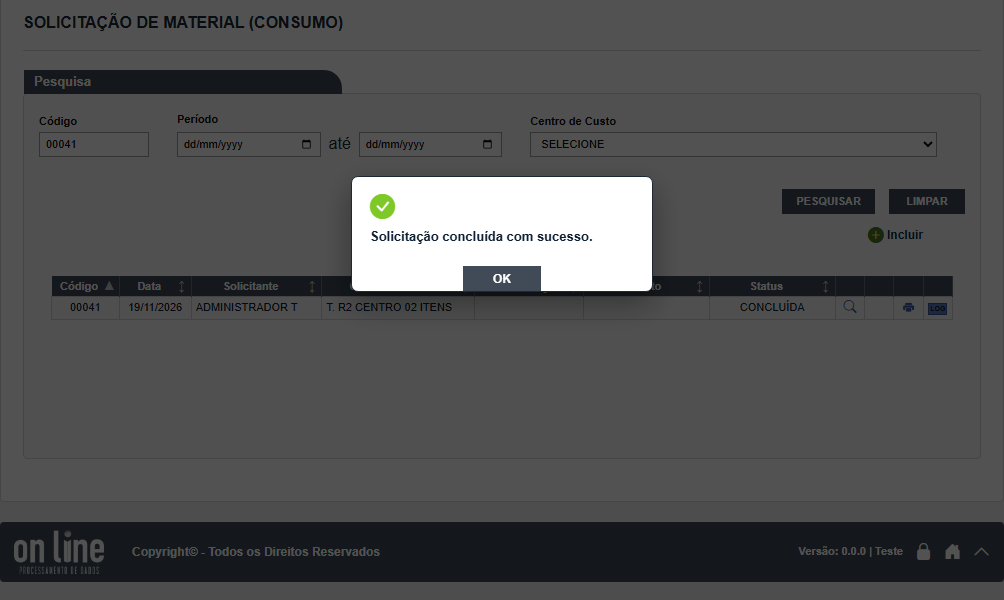 SOLICITAÇÃO DE MATERIAL (CONSUMO)
Pesquisa
Código
Período
Centro de Custo
00041
dd/mm/yyyy
até
dd/mm/yyyy
SELECIONE
PESQUISAR
LIMPAR
Incluir
Solicitação concluída com sucesso.
OK
Código Data Solicitante Status
00041 19/11/2026 ADMINISTRADOR T T. R2 CENTRO 02 ITENS CONCLUÍDA LOG
on line
PROCESSAMENTO DE DADOS
Copyright© - Todos os Direitos Reservados
Versão: 0.0.0 | Teste